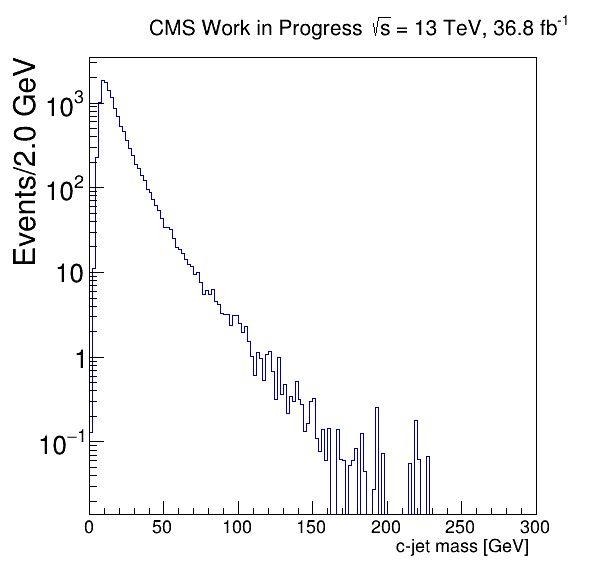 CMS Work in Progress √s = 13 TeV, 36.8 fb⁻¹
Events/2.0 GeV
10³
10²
10
1
10⁻¹
0 50 100 150 200 250 300
c-jet mass [GeV]